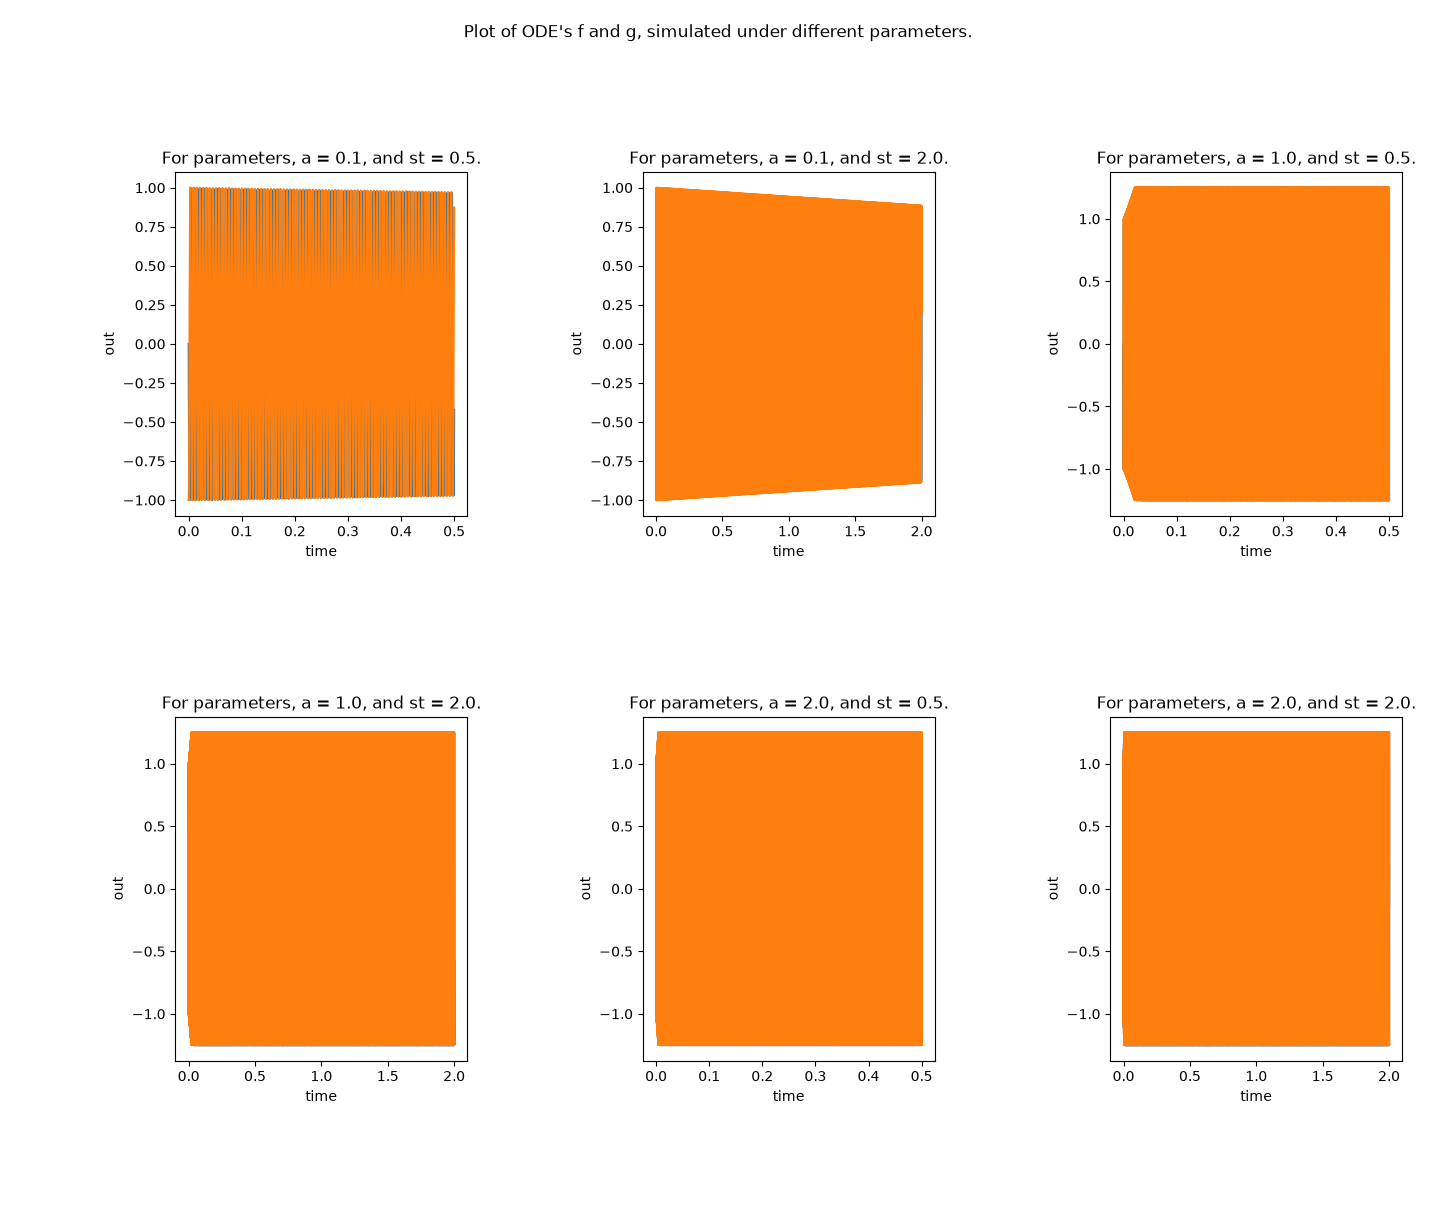 Plot of ODE's f and g, simulated under different parameters.
For parameters, a = 0.1, and st = 0.5.
1.00
0.75
0.50
0.25
0.00
−0.25
−0.50
−0.75
−1.00
out
0.0 0.1 0.2 0.3 0.4 0.5
time
For parameters, a = 0.1, and st = 2.0.
1.00
0.75
0.50
0.25
0.00
−0.25
−0.50
−0.75
−1.00
out
0.0 0.5 1.0 1.5 2.0
time
For parameters, a = 1.0, and st = 0.5.
1.0
0.5
0.0
−0.5
−1.0
out
0.0 0.1 0.2 0.3 0.4 0.5
time
For parameters, a = 1.0, and st = 2.0.
1.0
0.5
0.0
−0.5
−1.0
out
0.0 0.5 1.0 1.5 2.0
time
For parameters, a = 2.0, and st = 0.5.
1.0
0.5
0.0
−0.5
−1.0
out
0.0 0.1 0.2 0.3 0.4 0.5
time
For parameters, a = 2.0, and st = 2.0.
1.0
0.5
0.0
−0.5
−1.0
out
0.0 0.5 1.0 1.5 2.0
time